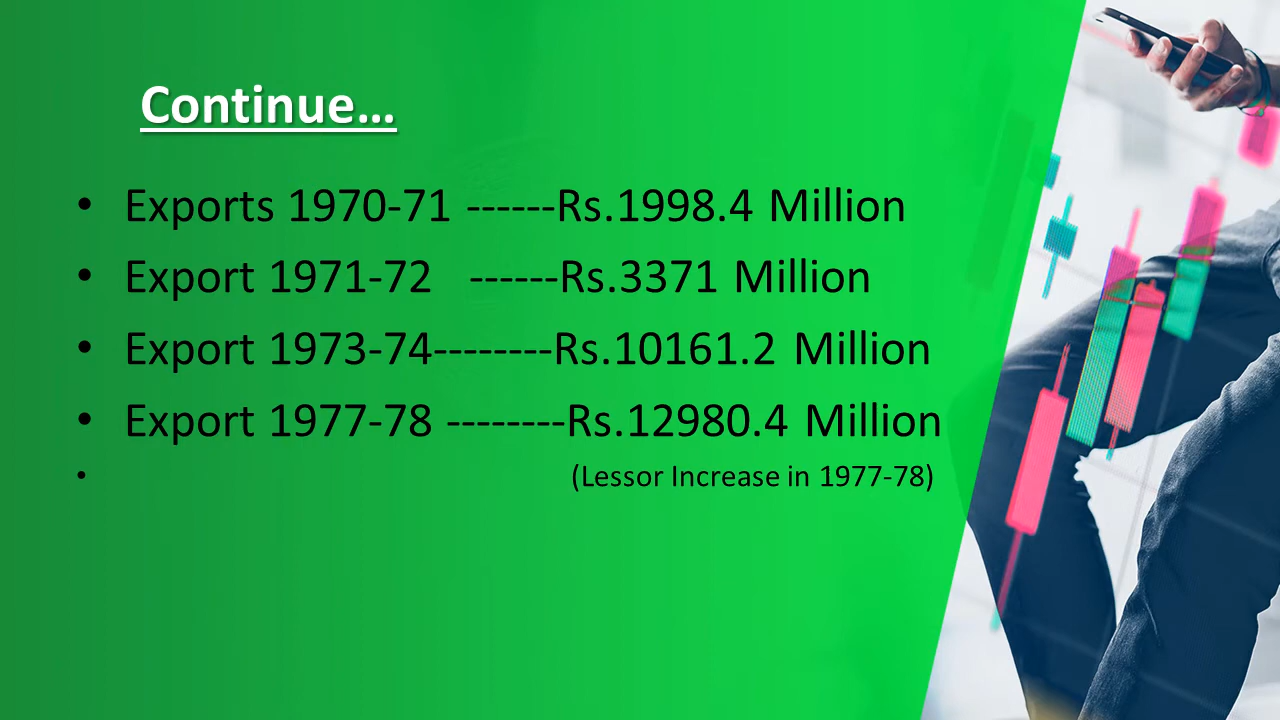 Continue…
• Exports 1970-71 ------Rs.1998.4 Million
• Export 1971-72 ------Rs.3371 Million
• Export 1973-74--------Rs.10161.2 Million
• Export 1977-78 --------Rs.12980.4 Million
• (Lessor Increase in 1977-78)